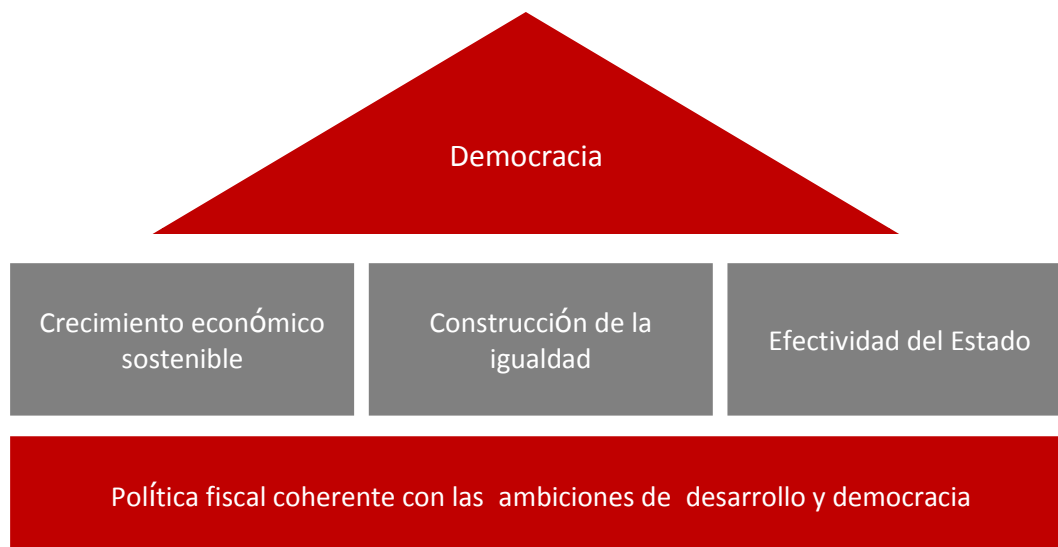 Democracia
Crecimiento económico
sostenible
Construcción de la
igualdad
Efectividad del Estado
Política fiscal coherente con las ambiciones de desarrollo y democracia